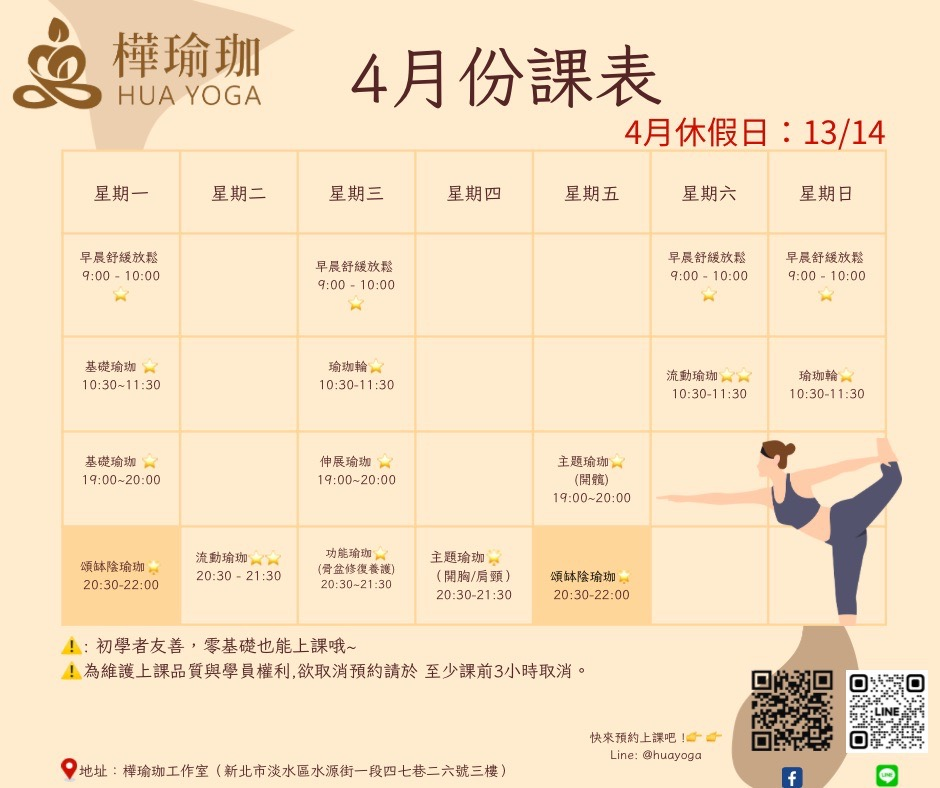 樺瑜珈
HUA YOGA
4月份課表
4月休假日：13/14
星期一
星期二
星期三
星期四
星期五
星期六
星期日
早晨舒緩放鬆
9:00 - 10:00
⭐
早晨舒緩放鬆
9:00 - 10:00
⭐
早晨舒緩放鬆
9:00 - 10:00
⭐
早晨舒緩放鬆
9:00 - 10:00
⭐
基礎瑜珈 ⭐
10:30~11:30
瑜珈輪⭐
10:30-11:30
流動瑜珈⭐⭐
10:30-11:30
瑜珈輪⭐
10:30-11:30
基礎瑜珈 ⭐
19:00~20:00
伸展瑜珈 ⭐
19:00~20:00
主題瑜珈⭐
(開髖)
19:00~20:00
頌缽陰瑜珈⭐
20:30-22:00
流動瑜珈⭐⭐
20:30 - 21:30
功能瑜珈⭐
(骨盆修復養護)
20:30~21:30
主題瑜珈⭐
（開胸/肩頸）
20:30-21:30
頌缽陰瑜珈⭐
20:30-22:00
⚠️: 初學者友善，零基礎也能上課哦~
⚠️為維護上課品質與學員權利,欲取消預約請於 至少課前3小時取消。
快來預約上課吧 !👉 👉
Line: @huayoga
LINE
📍地址：樺瑜珈工作室（新北市淡水區水源街一段四七巷二六號三樓）